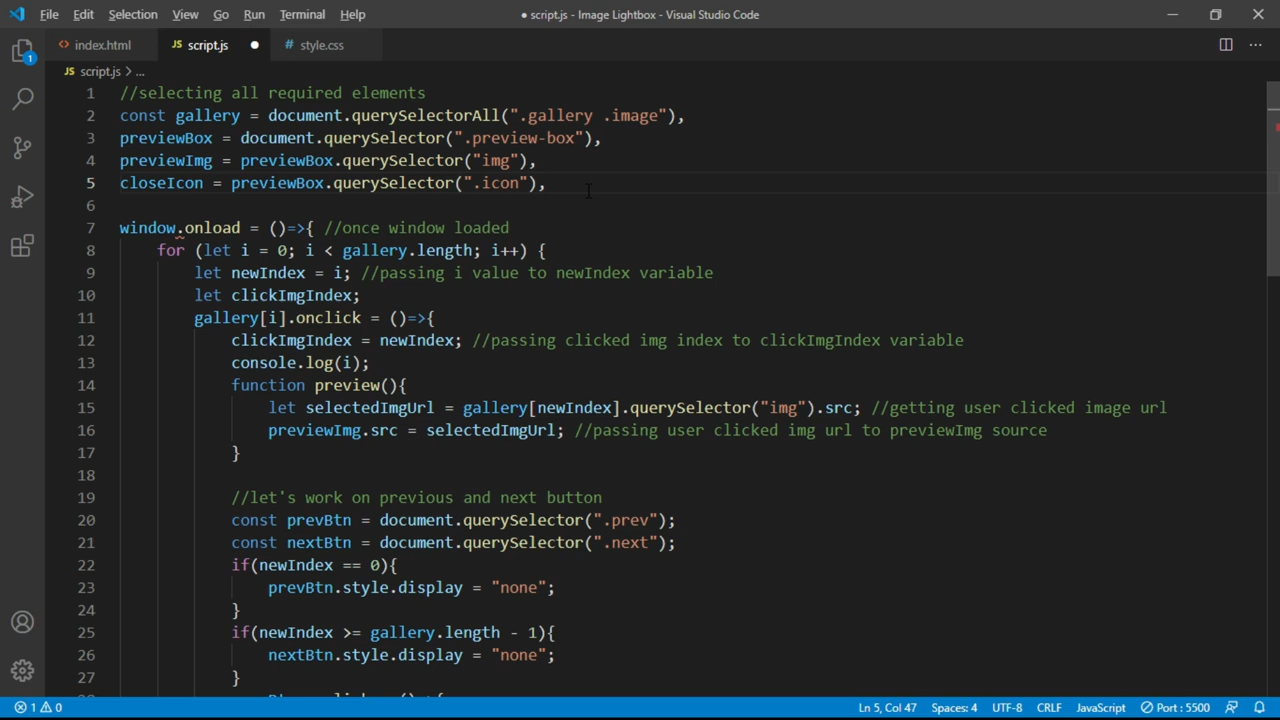 File Edit Selection View Go Run Terminal Help
● script.js - Image Lightbox - Visual Studio Code
index.html
JS script.js ●
# style.css
1
JS script.js > ...
1 //selecting all required elements
2 const gallery = document.querySelectorAll(".gallery .image"),
3 previewBox = document.querySelector(".preview-box"),
4 previewImg = previewBox.querySelector("img"),
5 closeIcon = previewBox.querySelector(".icon"),
6
7 window.onload = ()=>{ //once window loaded
8 for (let i = 0; i < gallery.length; i++) {
9 let newIndex = i; //passing i value to newIndex variable
10 let clickImgIndex;
11 gallery[i].onclick = ()=>{
12 clickImgIndex = newIndex; //passing clicked img index to clickImgIndex variable
13 console.log(i);
14 function preview(){
15 let selectedImgUrl = gallery[newIndex].querySelector("img").src; //getting user clicked image url
16 previewImg.src = selectedImgUrl; //passing user clicked img url to previewImg source
17 }
18
19 //let's work on previous and next button
20 const prevBtn = document.querySelector(".prev");
21 const nextBtn = document.querySelector(".next");
22 if(newIndex == 0){
23 prevBtn.style.display = "none";
24 }
25 if(newIndex >= gallery.length - 1){
26 nextBtn.style.display = "none";
27 }
1 0 Ln 5, Col 47 Spaces: 4 UTF-8 CRLF JavaScript Port : 5500